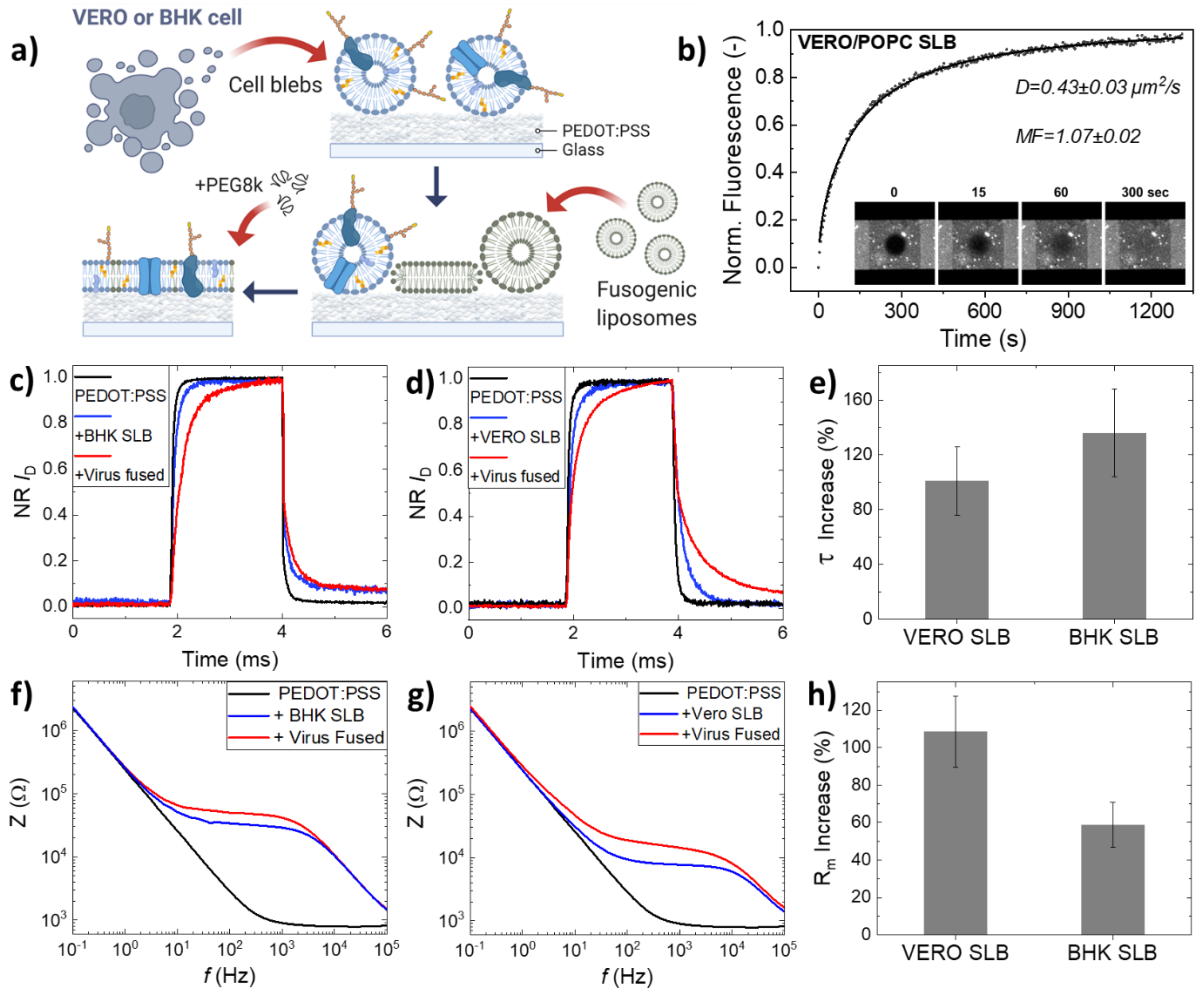 a)
VERO or BHK cell
Cell blebs
PEDOT:PSS
Glass
+PEG8k
Fusogenic
liposomes
b)
VERO/POPC SLB
D=0.43±0.03 µm²/s
MF=1.07±0.02
0 15 60 300 sec
Norm. Fluorescence (-)
1.0
0.8
0.6
0.4
0.2
0.0
0 300 600 900 1200
Time (s)
c)
PEDOT:PSS
+BHK SLB
+Virus fused
NR I_D
1.0
0.8
0.6
0.4
0.2
0.0
0 2 4 6
Time (ms)
d)
PEDOT:PSS
+VERO SLB
+Virus fused
NR I_D
1.0
0.8
0.6
0.4
0.2
0.0
0 2 4 6
Time (ms)
e)
τ Increase (%)
160
120
80
40
0
VERO SLB BHK SLB
f)
PEDOT:PSS
+ BHK SLB
+ Virus Fused
Z (Ω)
10⁶
10⁵
10⁴
10³
10⁻¹ 10⁰ 10¹ 10² 10³ 10⁴ 10⁵
f (Hz)
g)
PEDOT:PSS
+Vero SLB
+Virus Fused
Z (Ω)
10⁶
10⁵
10⁴
10³
10⁻¹ 10⁰ 10¹ 10² 10³ 10⁴ 10⁵
f (Hz)
h)
R_m Increase (%)
120
100
80
60
40
20
0
VERO SLB BHK SLB